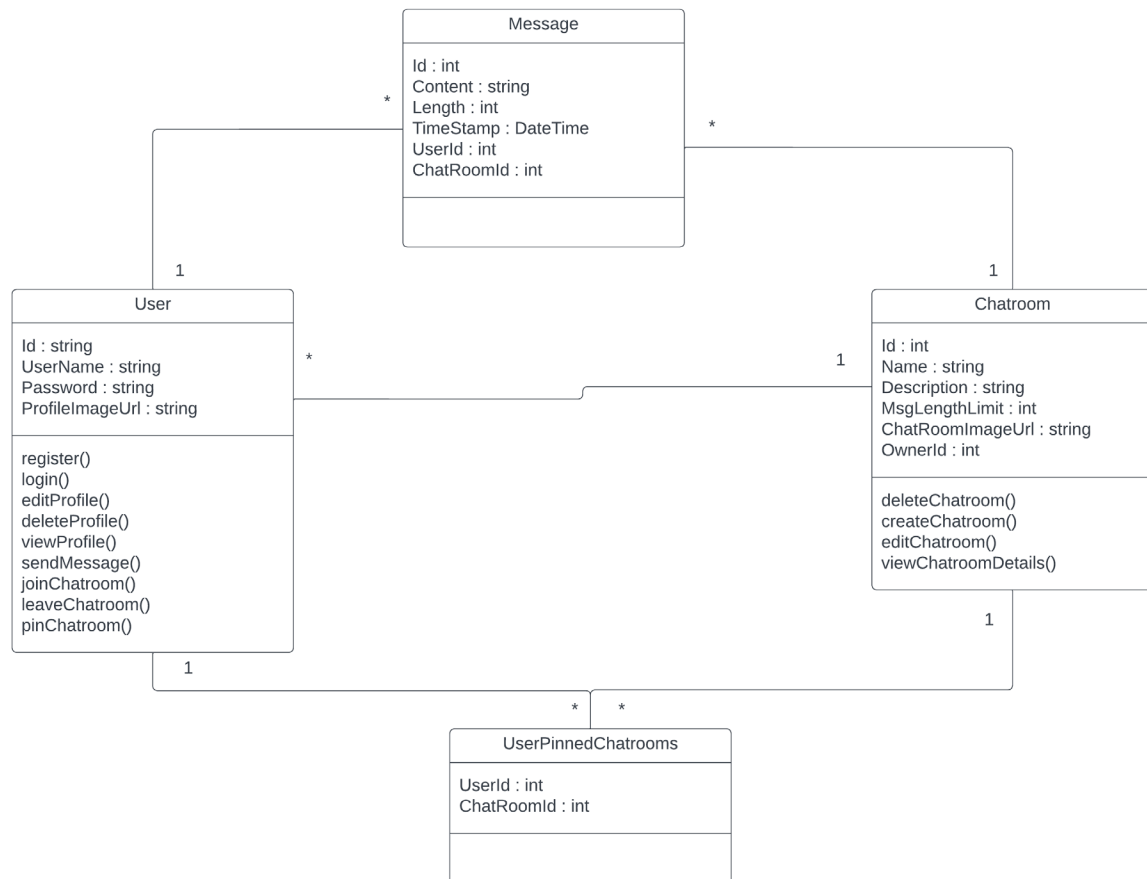 Message
Id : int
Content : string
Length : int
TimeStamp : DateTime
UserId : int
ChatRoomId : int
*
*
1
1
User
Id : string
UserName : string
Password : string
ProfileImageUrl : string
register()
login()
editProfile()
deleteProfile()
viewProfile()
sendMessage()
joinChatroom()
leaveChatroom()
pinChatroom()
*
1
Chatroom
Id : int
Name : string
Description : string
MsgLengthLimit : int
ChatRoomImageUrl : string
OwnerId : int
deleteChatroom()
createChatroom()
editChatroom()
viewChatroomDetails()
1
1
*
*
UserPinnedChatrooms
UserId : int
ChatRoomId : int